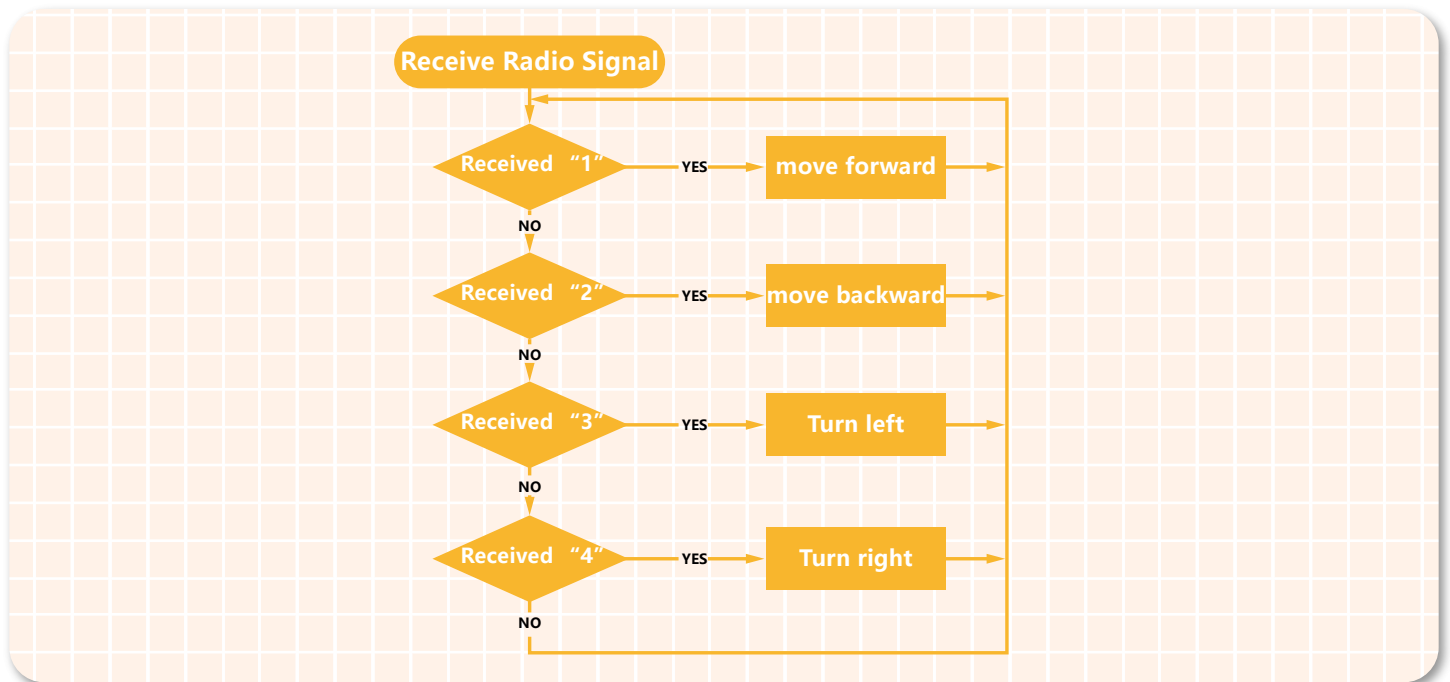 Receive Radio Signal
Received “1”
YES
move forward
NO
Received “2”
YES
move backward
NO
Received “3”
YES
Turn left
NO
Received “4”
YES
Turn right
NO